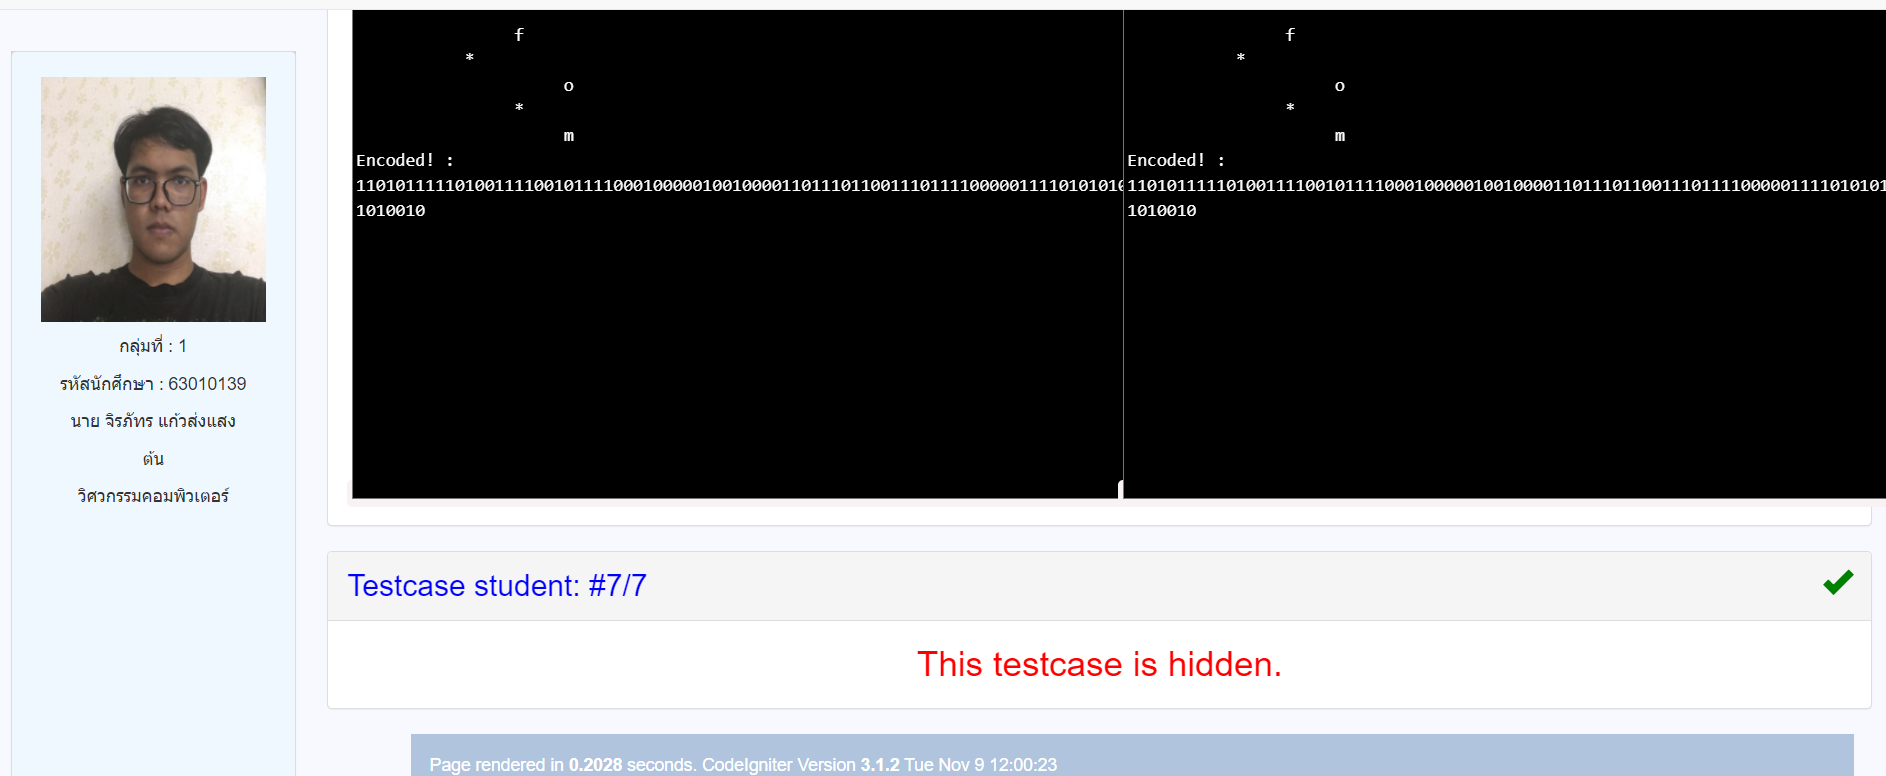 กลุ่มที่ : 1
รหัสนักศึกษา : 63010139
นาย จิรภัทร แก้วส่งแสง
ต้น
วิศวกรรมคอมพิวเตอร์
f
*
o
*
m
Encoded! :
110101111101001111001011110001000001001000011011101100111011110000011110101010
1010010
f
*
o
*
m
Encoded! :
11010111110100111100101111000100000100100001101110110011101111000001111010101
1010010
Testcase student: #7/7
This testcase is hidden.
Page rendered in 0.2028 seconds. CodeIgniter Version 3.1.2 Tue Nov 9 12:00:23